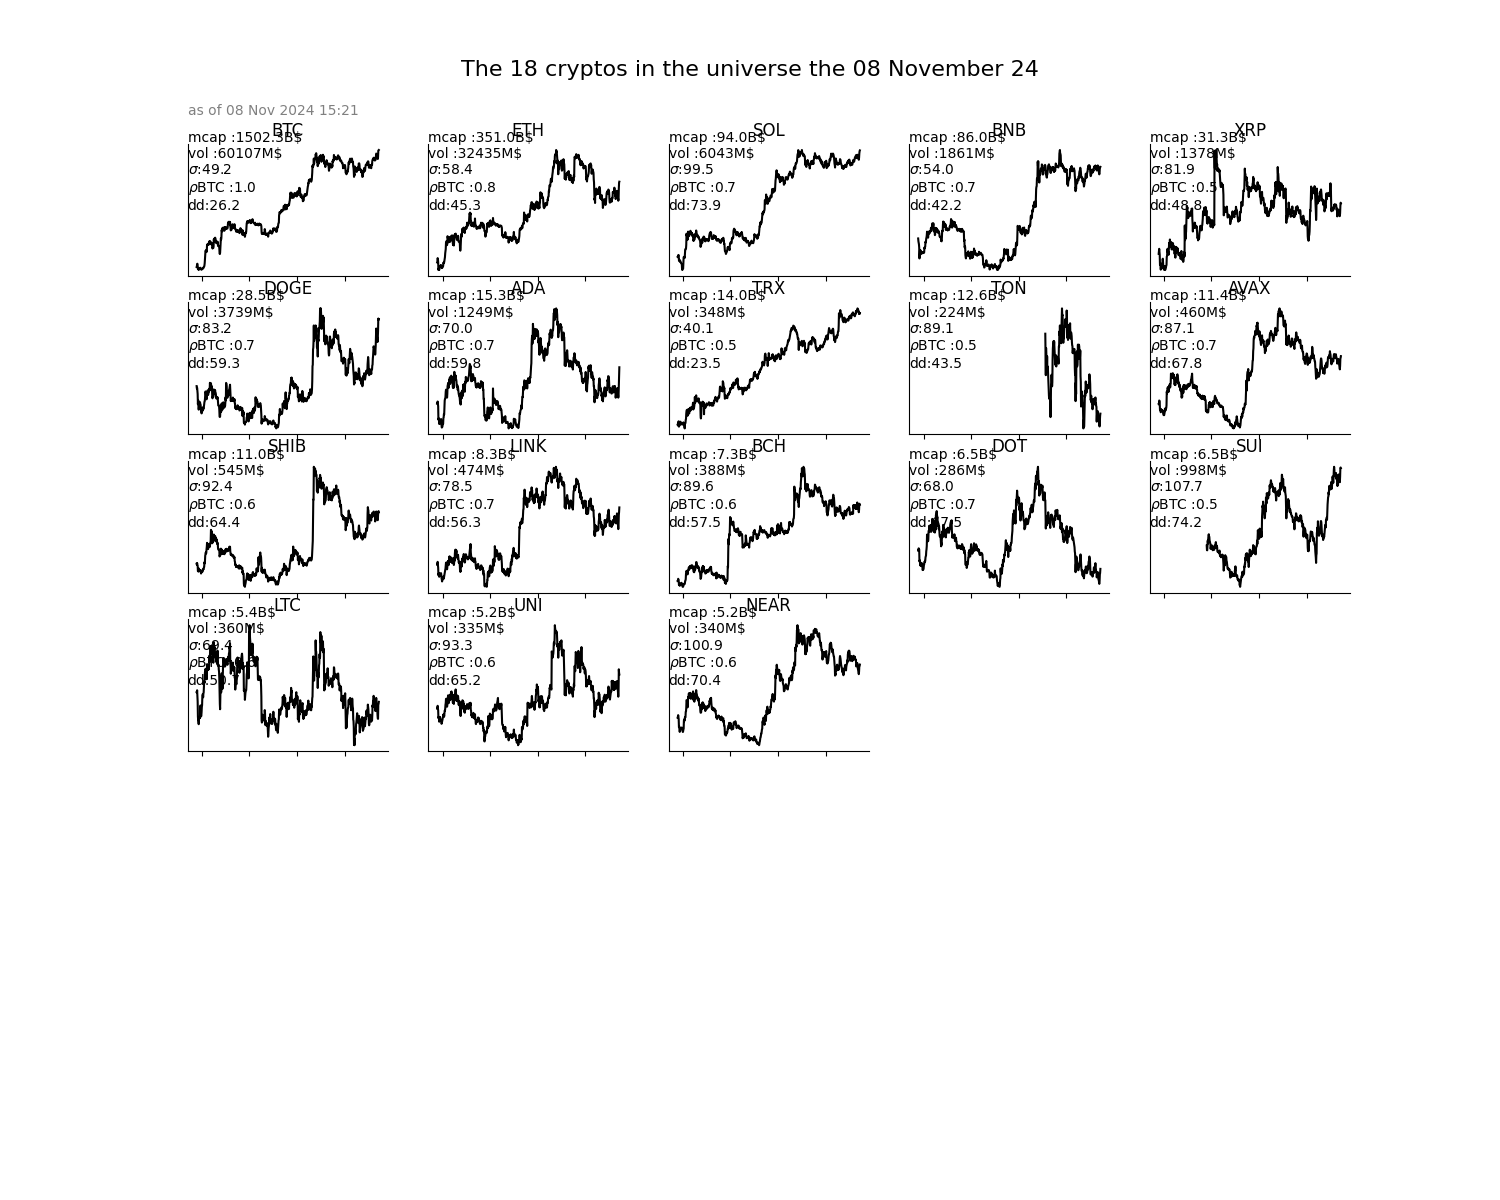 The 18 cryptos in the universe the 08 November 24
as of 08 Nov 2024 15:21
BTC
mcap :1502.3B$
vol :60107M$
σ:49.2
ρBTC :1.0
dd:26.2
ETH
mcap :351.0B$
vol :32435M$
σ:58.4
ρBTC :0.8
dd:45.3
SOL
mcap :94.0B$
vol :6043M$
σ:99.5
ρBTC :0.7
dd:73.9
BNB
mcap :86.0B$
vol :1861M$
σ:54.0
ρBTC :0.7
dd:42.2
XRP
mcap :31.3B$
vol :1378M$
σ:81.9
ρBTC :0.5
dd:48.8
DOGE
mcap :28.5B$
vol :3739M$
σ:83.2
ρBTC :0.7
dd:59.3
ADA
mcap :15.3B$
vol :1249M$
σ:70.0
ρBTC :0.7
dd:59.8
TRX
mcap :14.0B$
vol :348M$
σ:40.1
ρBTC :0.5
dd:23.5
TON
mcap :12.6B$
vol :224M$
σ:89.1
ρBTC :0.5
dd:43.5
AVAX
mcap :11.4B$
vol :460M$
σ:87.1
ρBTC :0.7
dd:67.8
SHIB
mcap :11.0B$
vol :545M$
σ:92.4
ρBTC :0.6
dd:64.4
LINK
mcap :8.3B$
vol :474M$
σ:78.5
ρBTC :0.7
dd:56.3
BCH
mcap :7.3B$
vol :388M$
σ:89.6
ρBTC :0.6
dd:57.5
DOT
mcap :6.5B$
vol :286M$
σ:68.0
ρBTC :0.7
SUI
mcap :6.5B$
vol :998M$
σ:107.7
ρBTC :0.5
dd:74.2
LTC
mcap :5.4B$
vol :360M$
σ:69.4
UNI
mcap :5.2B$
vol :335M$
σ:93.3
ρBTC :0.6
dd:65.2
NEAR
mcap :5.2B$
vol :340M$
σ:100.9
ρBTC :0.6
dd:70.4